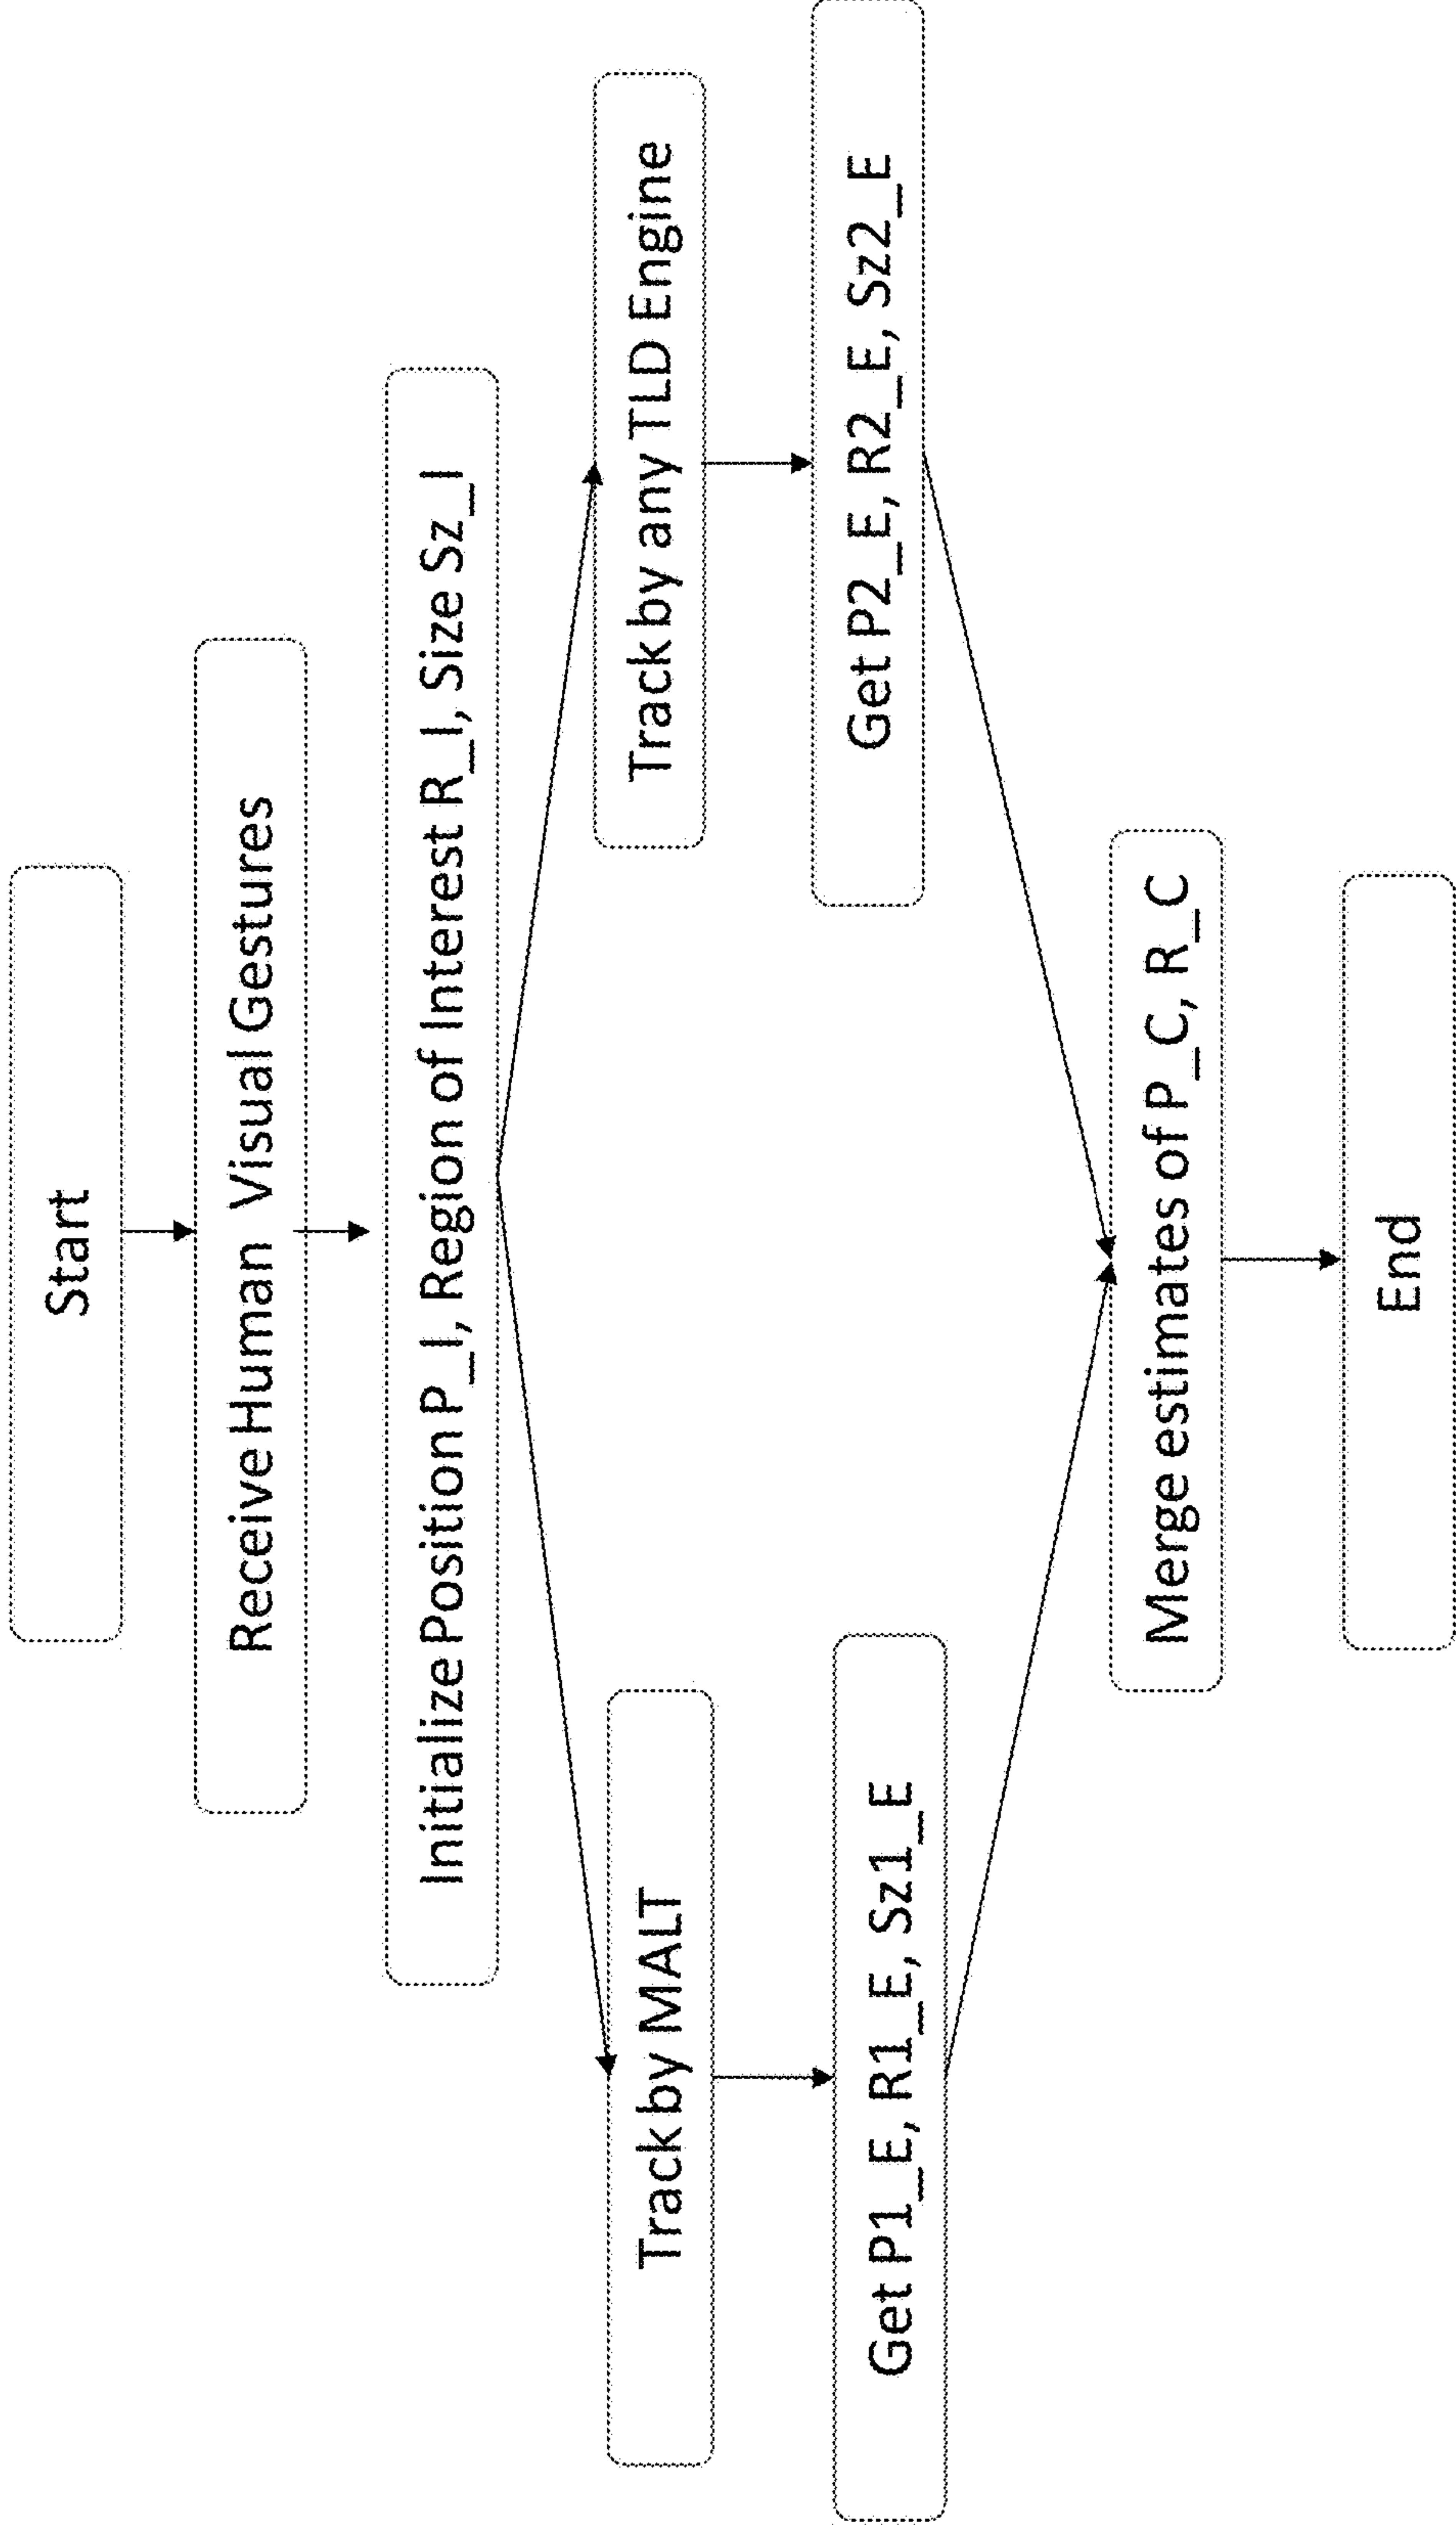 Start
Receive Human Visual Gestures
Initialize Position P_I, Region of Interest R_I, Size Sz_I
Track by MALT
Track by any TLD Engine
Get P1_E, R1_E, Sz1_E
Get P2_E, R2_E, Sz2_E
Merge estimates of P_C, R_C
End